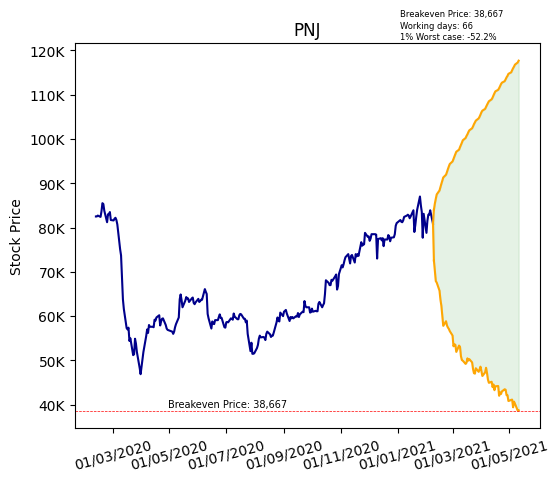 Breakeven Price: 38,667
Working days: 66
1% Worst case: -52.2%
PNJ
Stock Price
120K
110K
100K
90K
80K
70K
60K
50K
40K
Breakeven Price: 38,667
01/03/2020
01/05/2020
01/07/2020
01/09/2020
01/11/2020
01/01/2021
01/03/2021
01/05/2021